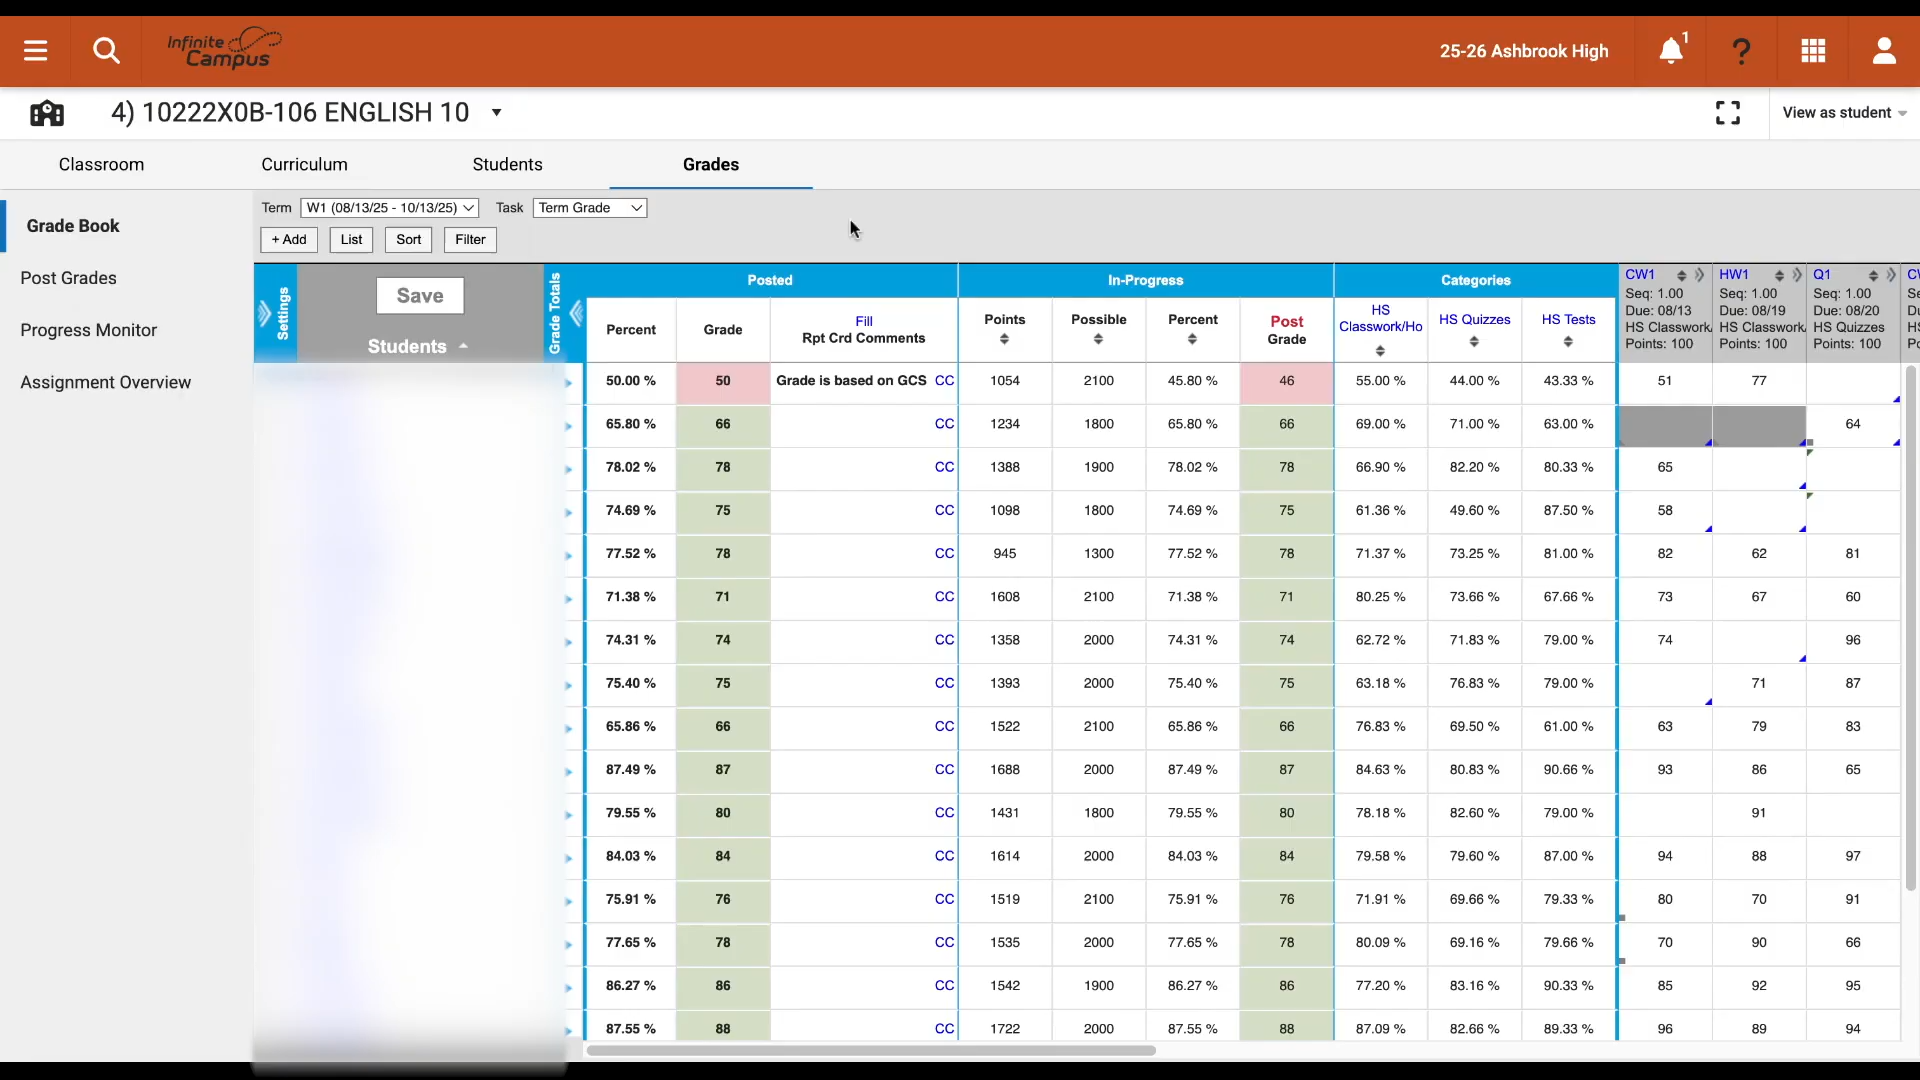 Infinite Campus
25-26 Ashbrook High
1
?
4) 10222X0B-106 ENGLISH 10
View as student
Classroom Curriculum Students Grades
Grade Book
Post Grades
Progress Monitor
Assignment Overview
Term W1 (08/13/25 - 10/13/25) Task Term Grade
+ Add List Sort Filter
Settings
Save
Students
Grade Totals
Posted In-Progress Categories
Percent Grade Fill Rpt Crd Comments Points Possible Percent Post Grade HS Classwork/Ho HS Quizzes HS Tests
CW1 HW1 Q1 CW
Seq: 1.00 Seq: 1.00 Seq: 1.00 Se
Due: 08/13 Due: 08/19 Due: 08/20
HS Classwork HS Classwork HS Quizzes HS
Points: 100 Points: 100 Points: 100 Po
50.00 % 50 Grade is based on GCS CC 1054 2100 45.80 % 46 55.00 % 44.00 % 43.33 % 51 77
65.80 % 66 CC 1234 1800 65.80 % 66 69.00 % 71.00 % 63.00 % 64
78.02 % 78 CC 1388 1900 78.02 % 78 66.90 % 82.20 % 80.33 % 65
74.69 % 75 CC 1098 1800 74.69 % 75 61.36 % 49.60 % 87.50 % 58
77.52 % 78 CC 945 1300 77.52 % 78 71.37 % 73.25 % 81.00 % 82 62 81
71.38 % 71 CC 1608 2100 71.38 % 71 80.25 % 73.66 % 67.66 % 73 67 60
74.31 % 74 CC 1358 2000 74.31 % 74 62.72 % 71.83 % 79.00 % 74 96
75.40 % 75 CC 1393 2000 75.40 % 75 63.18 % 76.83 % 79.00 % 71 87
65.86 % 66 CC 1522 2100 65.86 % 66 76.83 % 69.50 % 61.00 % 63 79 83
87.49 % 87 CC 1688 2000 87.49 % 87 84.63 % 80.83 % 90.66 % 93 86 65
79.55 % 80 CC 1431 1800 79.55 % 80 78.18 % 82.60 % 79.00 % 91
84.03 % 84 CC 1614 2000 84.03 % 84 79.58 % 79.60 % 87.00 % 94 88 97
75.91 % 76 CC 1519 2100 75.91 % 76 71.91 % 69.66 % 79.33 % 80 70 91
77.65 % 78 CC 1535 2000 77.65 % 78 80.09 % 69.16 % 79.66 % 70 90 66
86.27 % 86 CC 1542 1900 86.27 % 86 77.20 % 83.16 % 90.33 % 85 92 95
87.55 % 88 CC 1722 2000 87.55 % 88 87.09 % 82.66 % 89.33 % 96 89 94